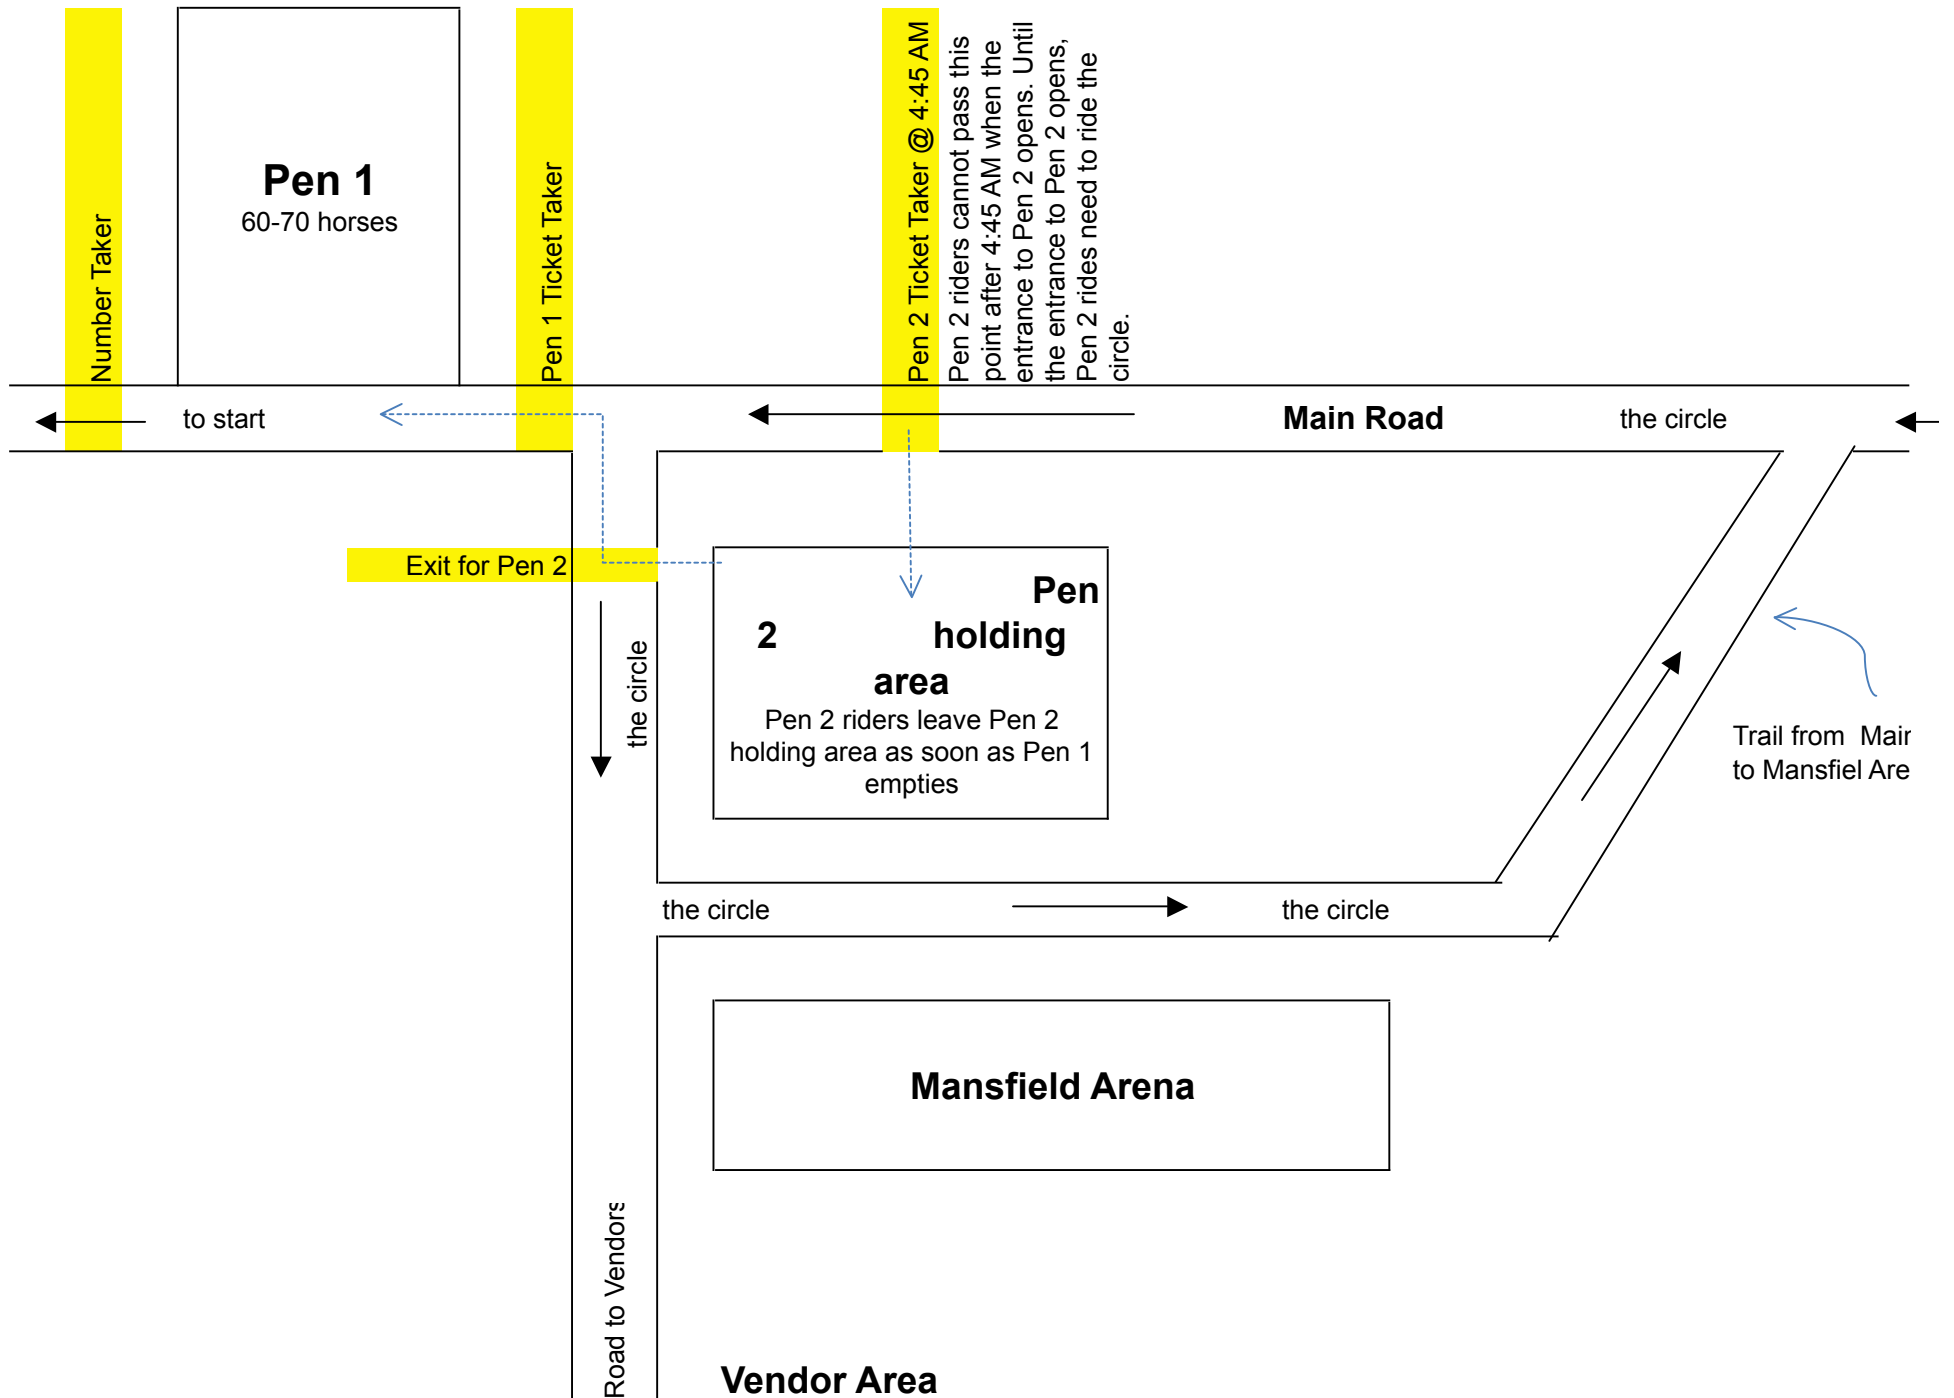 Number Taker
Pen 1
60-70 horses
Pen 1 Ticket Taker
Pen 2 Ticket Taker @ 4:45 AM
Pen 2 riders cannot pass this
point after 4:45 AM when the
entrance to Pen 2 opens. Until
the entrance to Pen 2 opens,
Pen 2 rides need to ride the
circle.
to start
Main Road
the circle
Exit for Pen 2
the circle
Pen
2 holding
area
Pen 2 riders leave Pen 2
holding area as soon as Pen 1
empties
Trail from Main
to Mansfiel Are
the circle
the circle
Mansfield Arena
Road to Vendors
Vendor Area